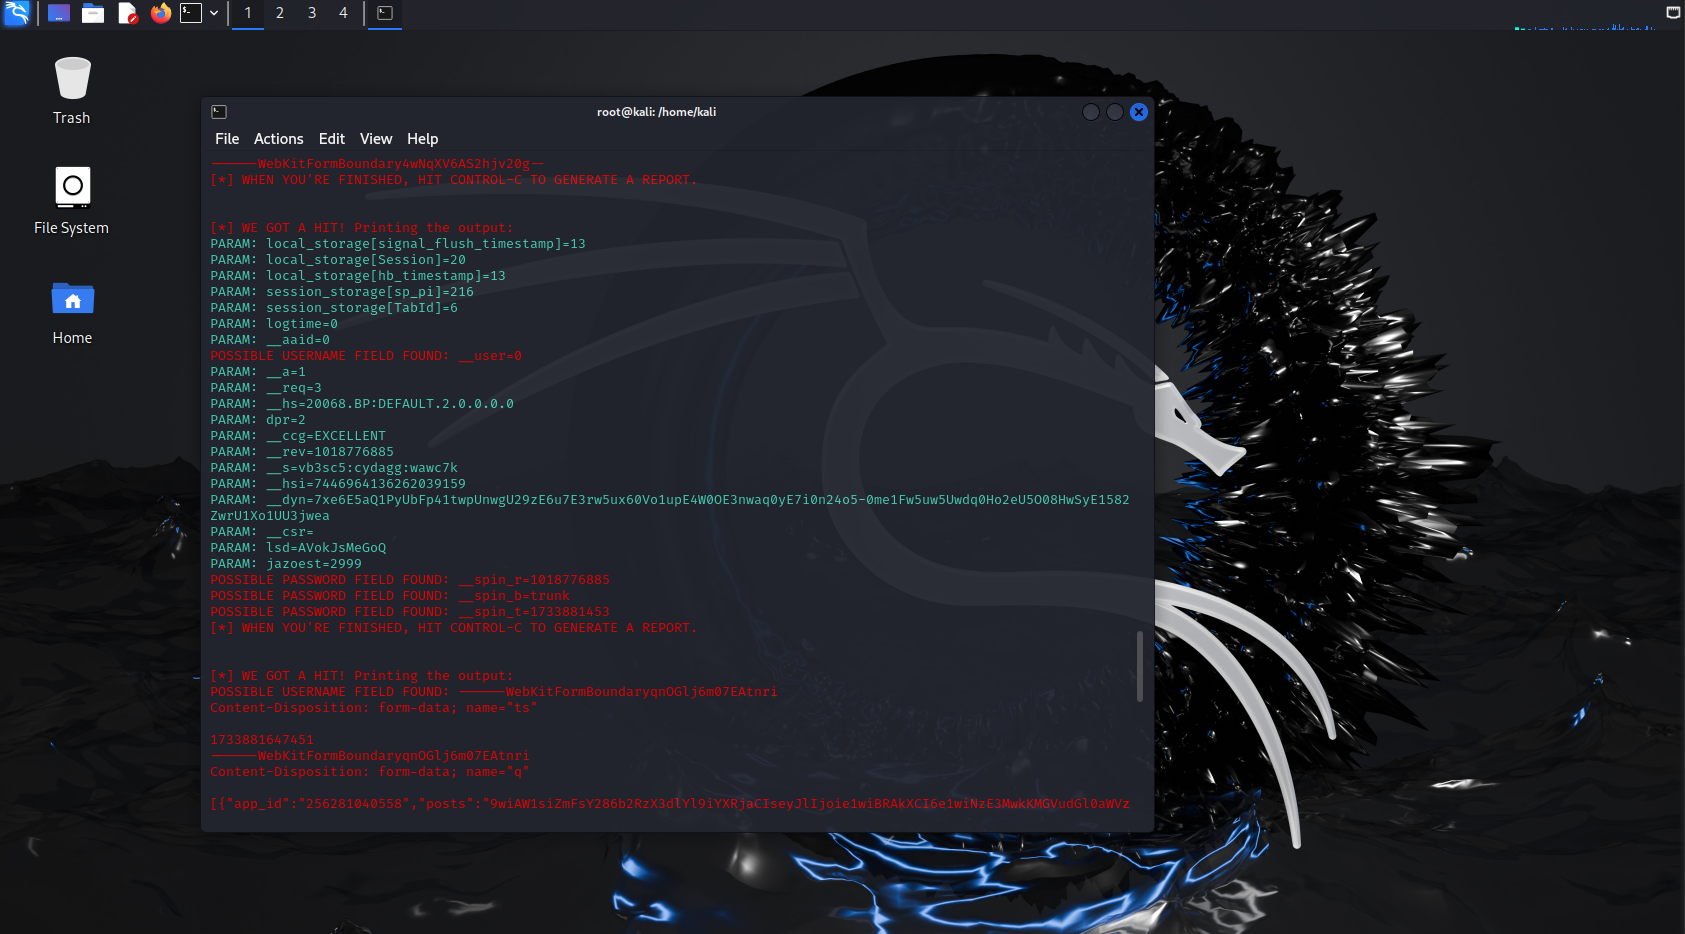 1
2
3
4
Trash
File System
Home
root@kali: /home/kali
File Actions Edit View Help
------WebKitFormBoundary4wNqXV6AS2hjv20g--
[*] WHEN YOU'RE FINISHED, HIT CONTROL-C TO GENERATE A REPORT.
[*] WE GOT A HIT! Printing the output:
PARAM: local_storage[signal_flush_timestamp]=13
PARAM: local_storage[Session]=20
PARAM: local_storage[hb_timestamp]=13
PARAM: session_storage[sp_pi]=216
PARAM: session_storage[TabId]=6
PARAM: logtime=0
PARAM: __aaid=0
POSSIBLE USERNAME FIELD FOUND: __user=0
PARAM: __a=1
PARAM: __req=3
PARAM: __hs=20068.BP:DEFAULT.2.0.0.0.0
PARAM: dpr=2
PARAM: __ccg=EXCELLENT
PARAM: __rev=1018776885
PARAM: __s=vb3sc5:cydagg:wawc7k
PARAM: __hsi=7446964136262039159
PARAM: __dyn=7xe6E5aQ1PyUbFp41twpUnwgU29zE6u7E3rw5ux60Vo1upE4W0OE3nwaq0yE7i0n24o5-0me1Fw5uw5Uwdq0Ho2eU5O08HwSyE1582
ZwrU1Xo1UU3jwea
PARAM: __csr=
PARAM: lsd=AVokJsMeGoQ
PARAM: jazoest=2999
POSSIBLE PASSWORD FIELD FOUND: __spin_r=1018776885
POSSIBLE PASSWORD FIELD FOUND: __spin_b=trunk
POSSIBLE PASSWORD FIELD FOUND: __spin_t=1733881453
[*] WHEN YOU'RE FINISHED, HIT CONTROL-C TO GENERATE A REPORT.
[*] WE GOT A HIT! Printing the output:
POSSIBLE USERNAME FIELD FOUND: ------WebKitFormBoundaryqnOGlj6m07EAtnri
Content-Disposition: form-data; name="ts"
1733881647451
------WebKitFormBoundaryqnOGlj6m07EAtnri
Content-Disposition: form-data; name="q"
[{"app_id":"256281040558","posts":"9wiAW1siZmFsY286b2RzX3dlYl9iYXRjaCIseyJlIjoie1wiBRAkXCI6e1wiNzE3MwkKMGVudGl0aWVz